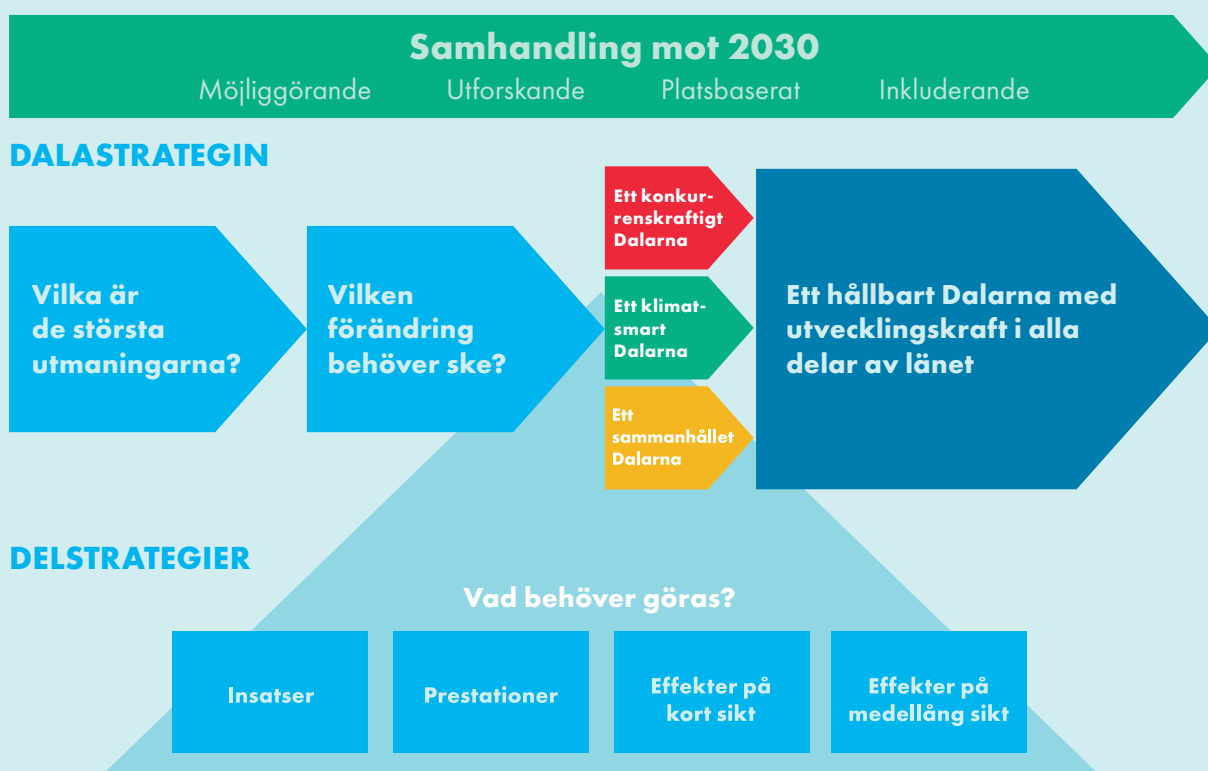 Samhandling mot 2030
Möjliggörande Utforskande Platsbaserat Inkluderande
DALASTRATEGIN
Vilka är
de största
utmaningarna?
Vilken
förändring
behöver ske?
Ett konkur-
renskraftigt
Dalarna
Ett klimat-
smart
Dalarna
Ett
sammanhållet
Dalarna
Ett hållbart Dalarna med
utvecklingskraft i alla
delar av länet
DELSTRATEGIER
Vad behöver göras?
Insatser
Prestationer
Effekter på
kort sikt
Effekter på
medellång sikt